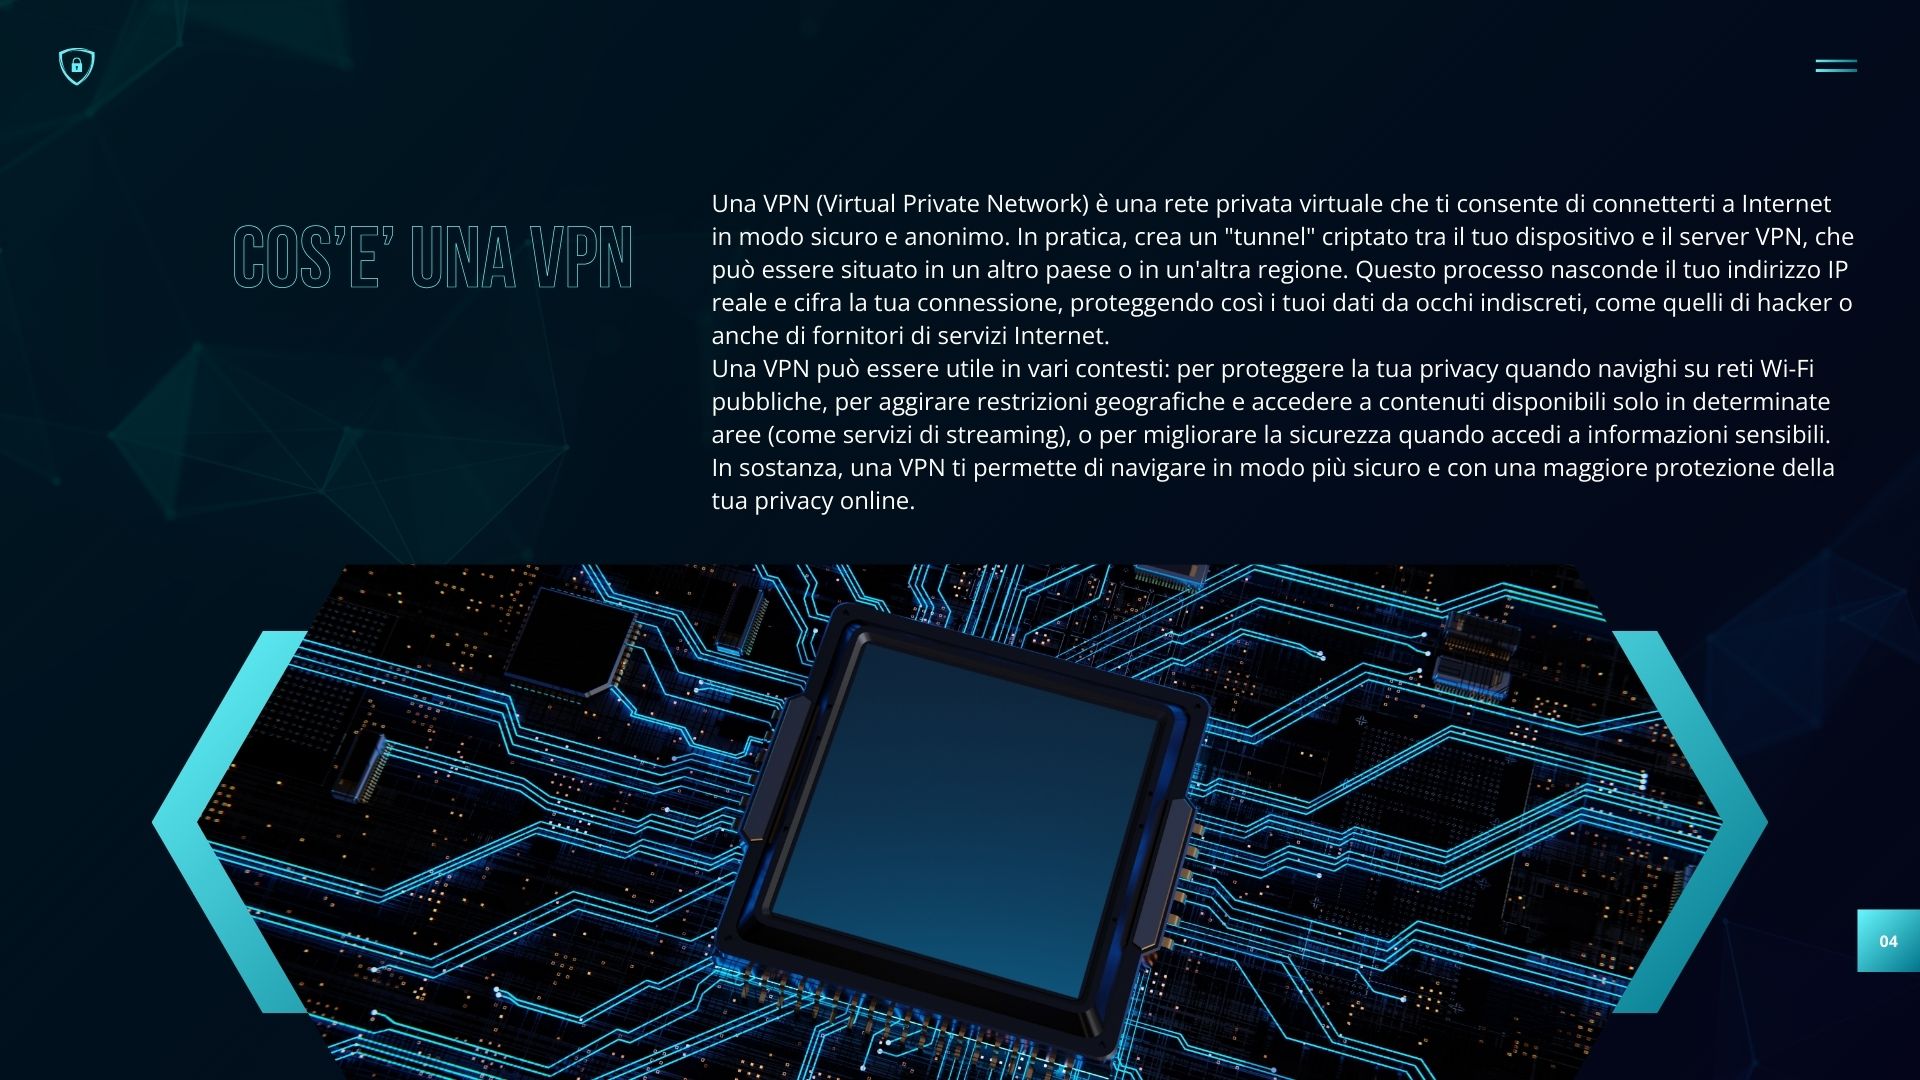 COS’E’ UNA VPN
Una VPN (Virtual Private Network) è una rete privata virtuale che ti consente di connetterti a Internet
in modo sicuro e anonimo. In pratica, crea un "tunnel" criptato tra il tuo dispositivo e il server VPN, che
può essere situato in un altro paese o in un'altra regione. Questo processo nasconde il tuo indirizzo IP
reale e cifra la tua connessione, proteggendo così i tuoi dati da occhi indiscreti, come quelli di hacker o
anche di fornitori di servizi Internet.
Una VPN può essere utile in vari contesti: per proteggere la tua privacy quando navighi su reti Wi-Fi
pubbliche, per aggirare restrizioni geografiche e accedere a contenuti disponibili solo in determinate
aree (come servizi di streaming), o per migliorare la sicurezza quando accedi a informazioni sensibili.
In sostanza, una VPN ti permette di navigare in modo più sicuro e con una maggiore protezione della
tua privacy online.
04